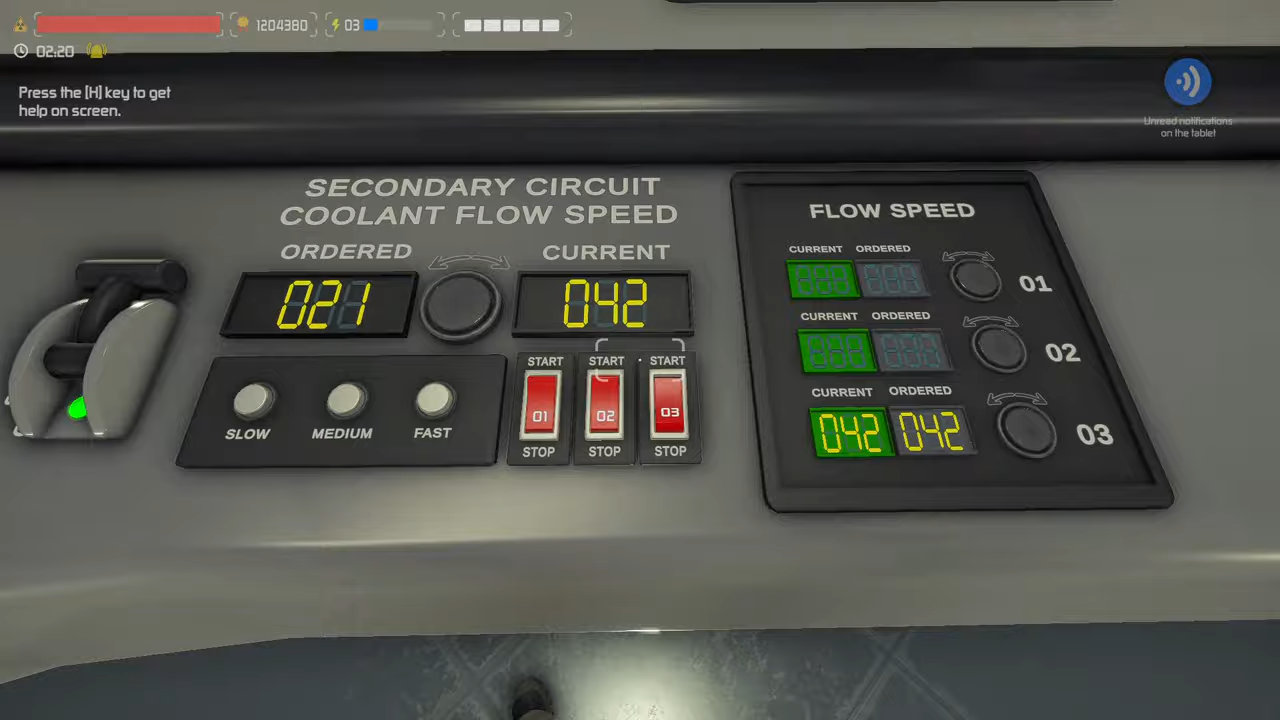 1204380
03
02:20
Press the [H] key to get
help on screen.
Unread notifications
on the tablet
SECONDARY CIRCUIT
COOLANT FLOW SPEED
ORDERED
CURRENT
021
042
SLOW
MEDIUM
FAST
START
START
START
01
02
03
STOP
STOP
STOP
FLOW SPEED
CURRENT ORDERED
01
CURRENT ORDERED
02
CURRENT ORDERED
042 042
03